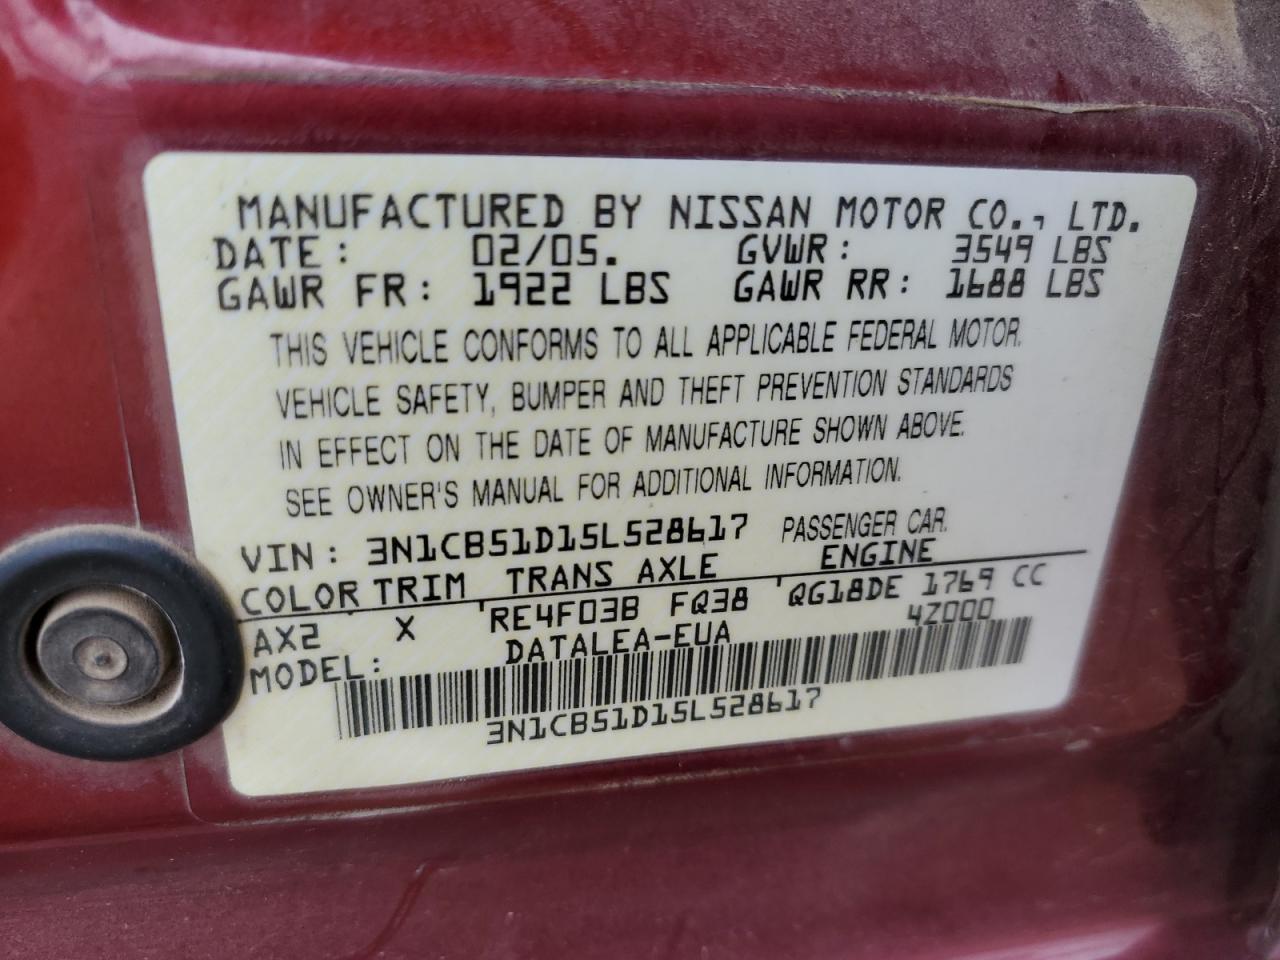 MANUFACTURED BY NISSAN MOTOR CO., LTD.
DATE: 02/05. GVWR: 3549 LBS
GAWR FR: 1922 LBS GAWR RR: 1688 LBS
THIS VEHICLE CONFORMS TO ALL APPLICABLE FEDERAL MOTOR.
VEHICLE SAFETY, BUMPER AND THEFT PREVENTION STANDARDS
IN EFFECT ON THE DATE OF MANUFACTURE SHOWN ABOVE.
SEE OWNER'S MANUAL FOR ADDITIONAL INFORMATION.
VIN: 3N1CB51D15L528617 PASSENGER CAR.
COLOR TRIM TRANS AXLE ENGINE
AX2 X RE4F03B FQ38 QG18DE 1769 CC
MODEL: DATALEA-EUA 4Z000
3N1CB51D15L528617